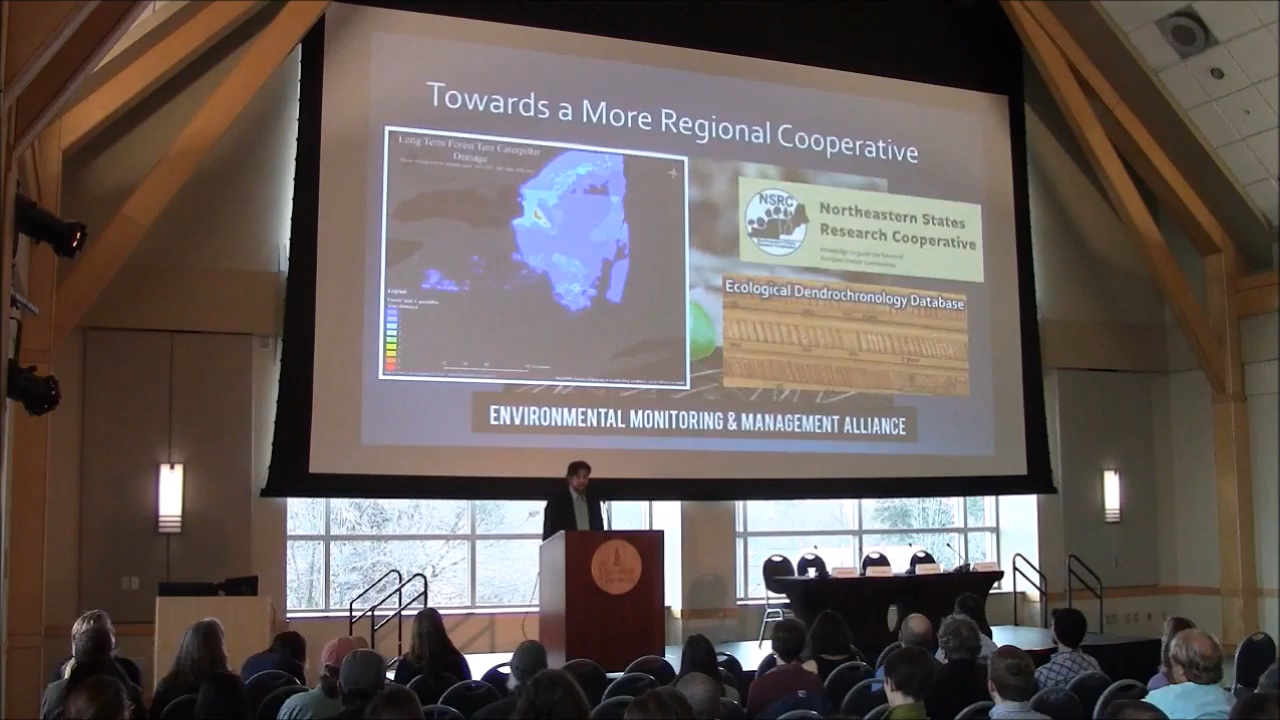 Towards a More Regional Cooperative
Long Term Forest Tent Caterpillar
Damage
NSRC
Northeastern States
Research Cooperative
Ecological Dendrochronology Database
ENVIRONMENTAL MONITORING & MANAGEMENT ALLIANCE